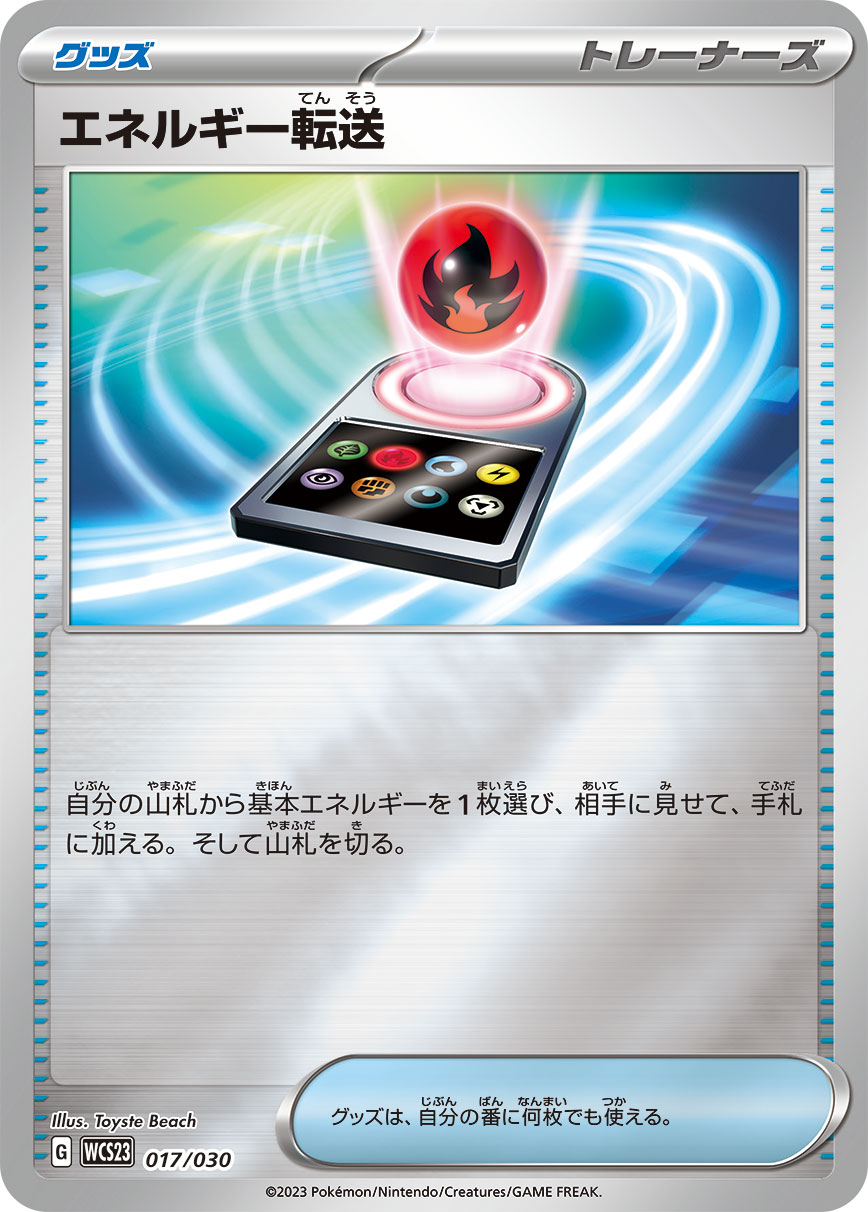 グッズ
トレーナーズ
てんそう
エネルギー転送
じぶん やまふだ きほん まいえら あいて み てふだ
自分の山札から基本エネルギーを1枚選び、相手に見せて、手札
くわ やまふだ き
に加える。そして山札を切る。
じぶん ばん なんまい つか
グッズは、自分の番に何枚でも使える。
Illus. Toyste Beach
G WCS23 017/030
©2023 Pokémon/Nintendo/Creatures/GAME FREAK.